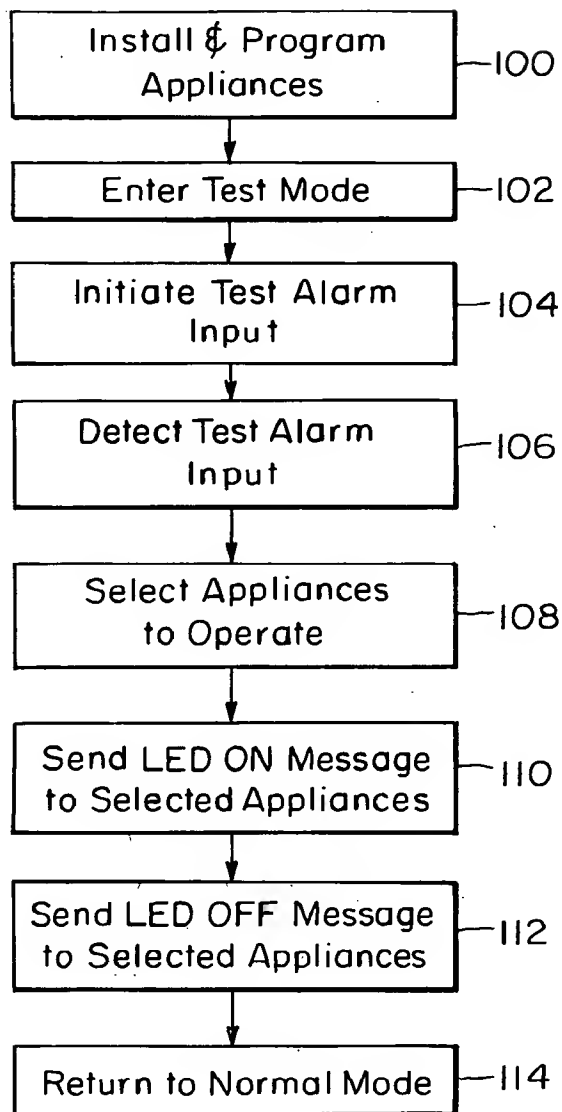 Install & Program
Appliances
100
Enter Test Mode
102
Initiate Test Alarm
Input
104
Detect Test Alarm
Input
106
Select Appliances
to Operate
108
Send LED ON Message
to Selected Appliances
110
Send LED OFF Message
to Selected Appliances
112
Return to Normal Mode
114